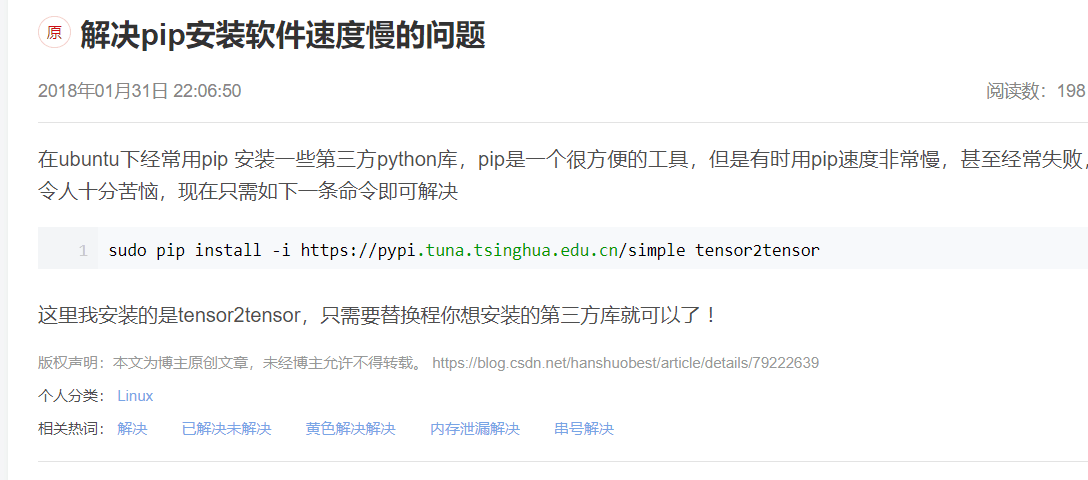 原 解决pip安装软件速度慢的问题
2018年01月31日 22:06:50 阅读数：198
在ubuntu下经常用pip 安装一些第三方python库，pip是一个很方便的工具，但是有时用pip速度非常慢，甚至经常失败，
令人十分苦恼，现在只需如下一条命令即可解决
1 sudo pip install -i https://pypi.tuna.tsinghua.edu.cn/simple tensor2tensor
这里我安装的是tensor2tensor，只需要替换程你想安装的第三方库就可以了！
版权声明：本文为博主原创文章，未经博主允许不得转载。 https://blog.csdn.net/hanshuobest/article/details/79222639
个人分类： Linux
相关热词： 解决 已解决未解决 黄色解决解决 内存泄漏解决 串号解决